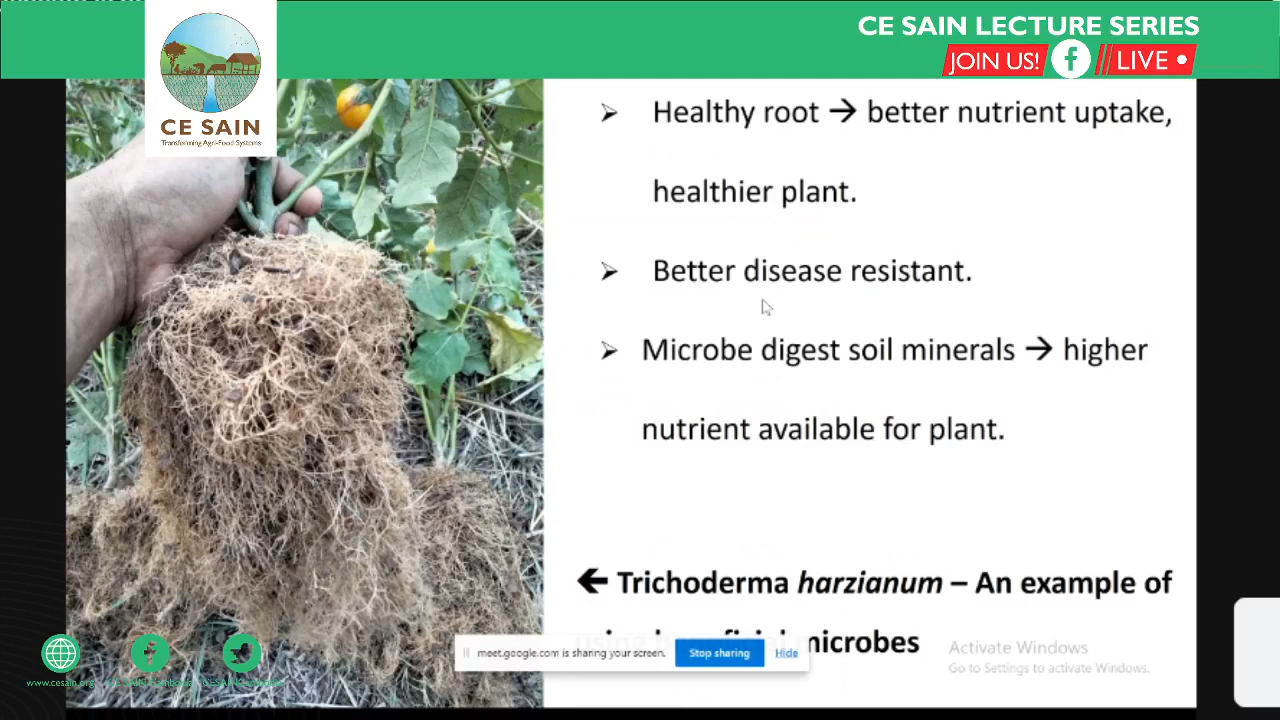 CE SAIN LECTURE SERIES
JOIN US!
LIVE
CE SAIN
Transforming Agri-Food Systems
➢ Healthy root → better nutrient uptake,
healthier plant.
➢ Better disease resistant.
➢ Microbe digest soil minerals → higher
nutrient available for plant.
← Trichoderma harzianum – An example of
microbes
meet.google.com is sharing your screen.
Stop sharing
Hide
Activate Windows
Go to Settings to activate Windows.
www.cesain.org